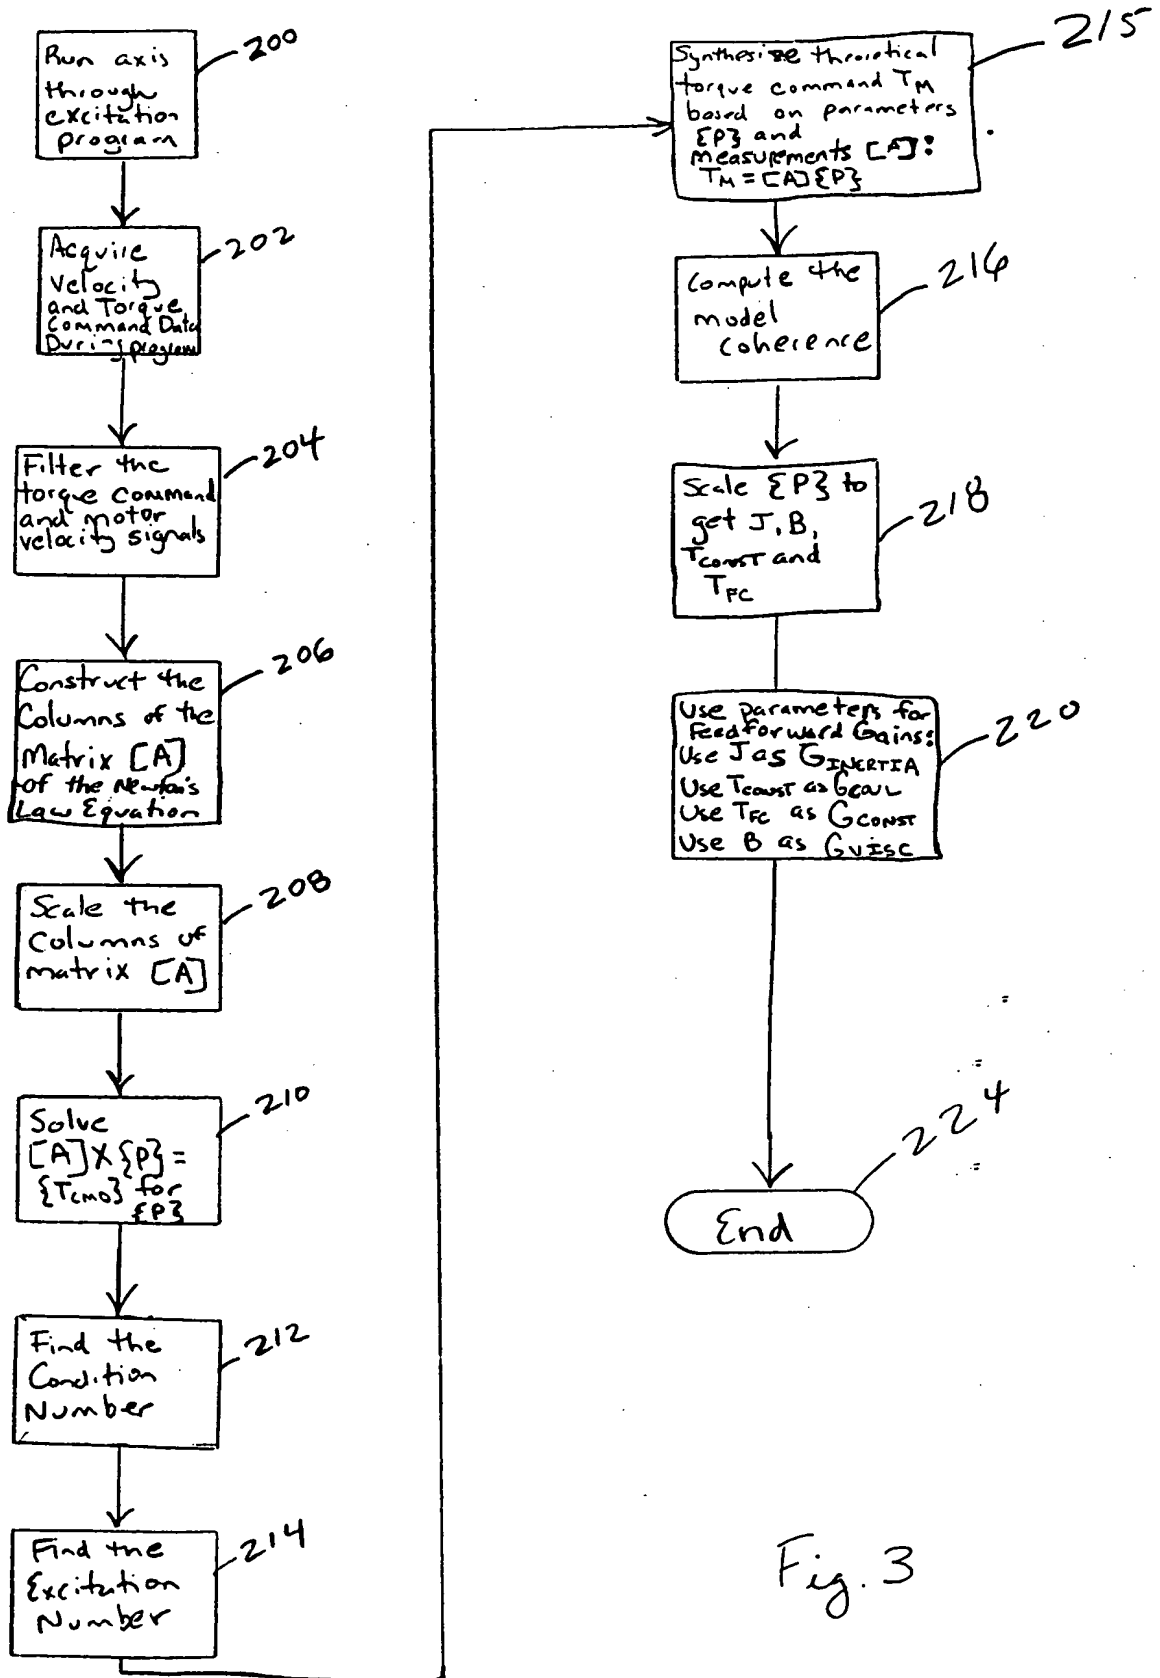 200
Run axis
through
excitation
program
202
Acquire
Velocity
and Torque
Command Data
During program
204
Filter the
torque command
and motor
velocity signals
206
Construct the
Columns of the
Matrix [A]
of the Newton's
Law Equation
208
Scale the
Columns of
matrix [A]
210
Solve
[A] X {P} =
{TCMD} for
{P}
212
Find the
Condition
Number
214
Find the
Excitation
Number
215
Synthesize theoretical
torque command TM
based on parameters
{P} and
measurements [A]:
TM = [A]{P}
216
Compute the
model
coherence
218
Scale {P} to
get J, B,
TCONST and
TFC
220
Use parameters for
Feedforward Gains:
Use J as GINERTIA
Use TCONST as GCOUL
Use TFC as GCONST
Use B as GVISC
224
End
Fig. 3